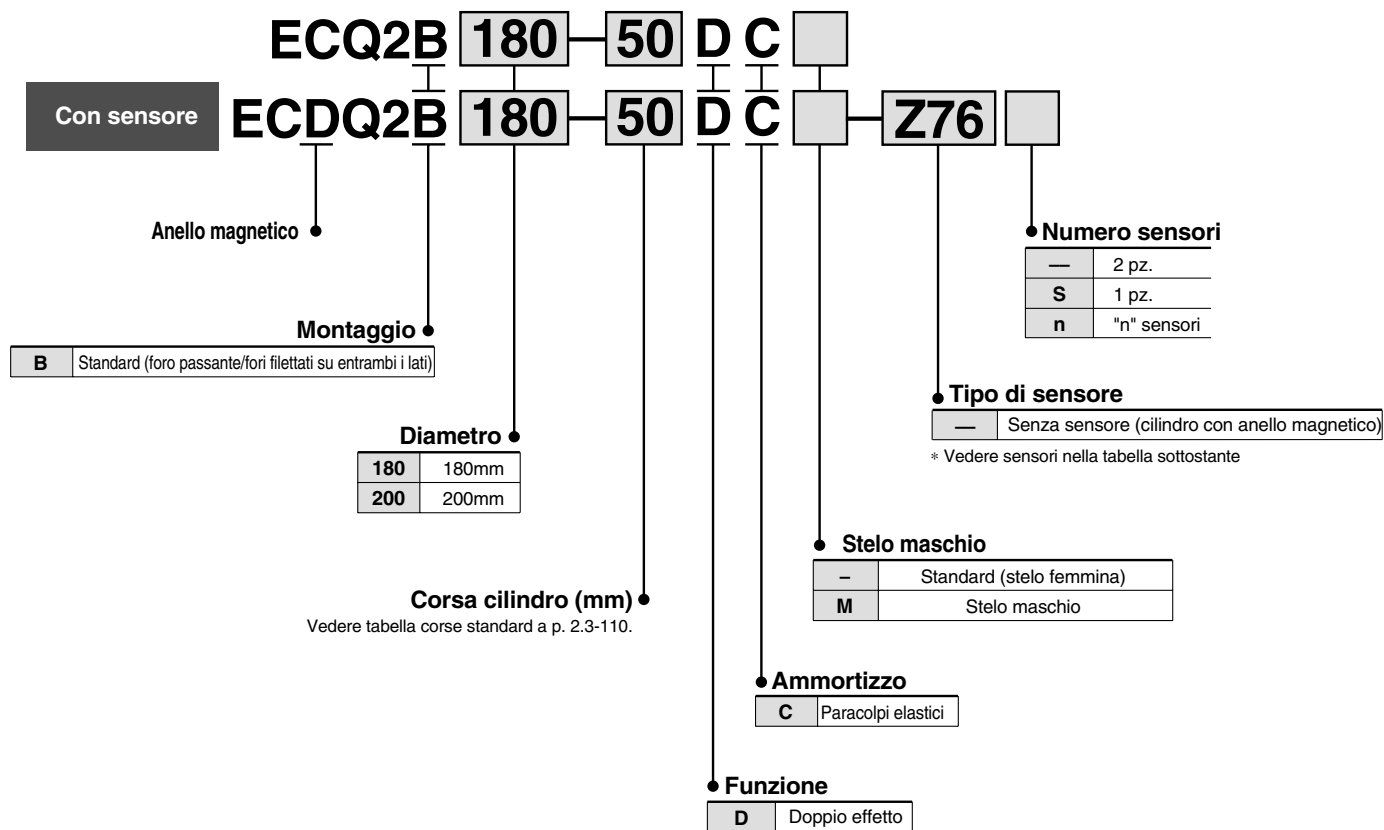 ECQ2B 180 — 50 D C
Con sensore
ECDQ2B 180 — 50 D C — Z76
Anello magnetico
Numero sensori
— 2 pz.
S 1 pz.
n "n" sensori
Montaggio
B Standard (foro passante/fori filettati su entrambi i lati)
Tipo di sensore
— Senza sensore (cilindro con anello magnetico)
* Vedere sensori nella tabella sottostante
Diametro
180 180mm
200 200mm
Stelo maschio
– Standard (stelo femmina)
M Stelo maschio
Corsa cilindro (mm)
Vedere tabella corse standard a p. 2.3-110.
Ammortizzo
C Paracolpi elastici
Funzione
D Doppio effetto